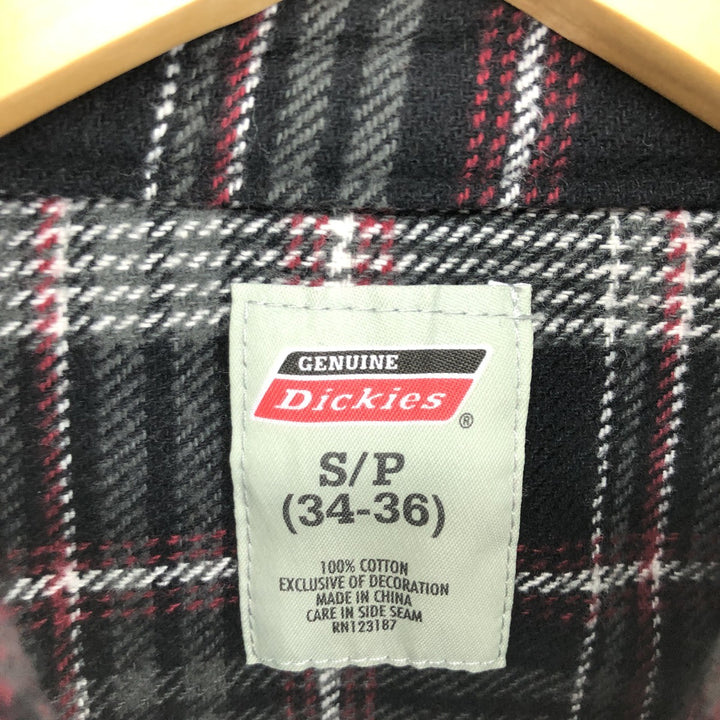 GENUINE
Dickies
®
S/P
(34-36)
100% COTTON
EXCLUSIVE OF DECORATION
MADE IN CHINA
CARE IN SIDE SEAM
RN123187